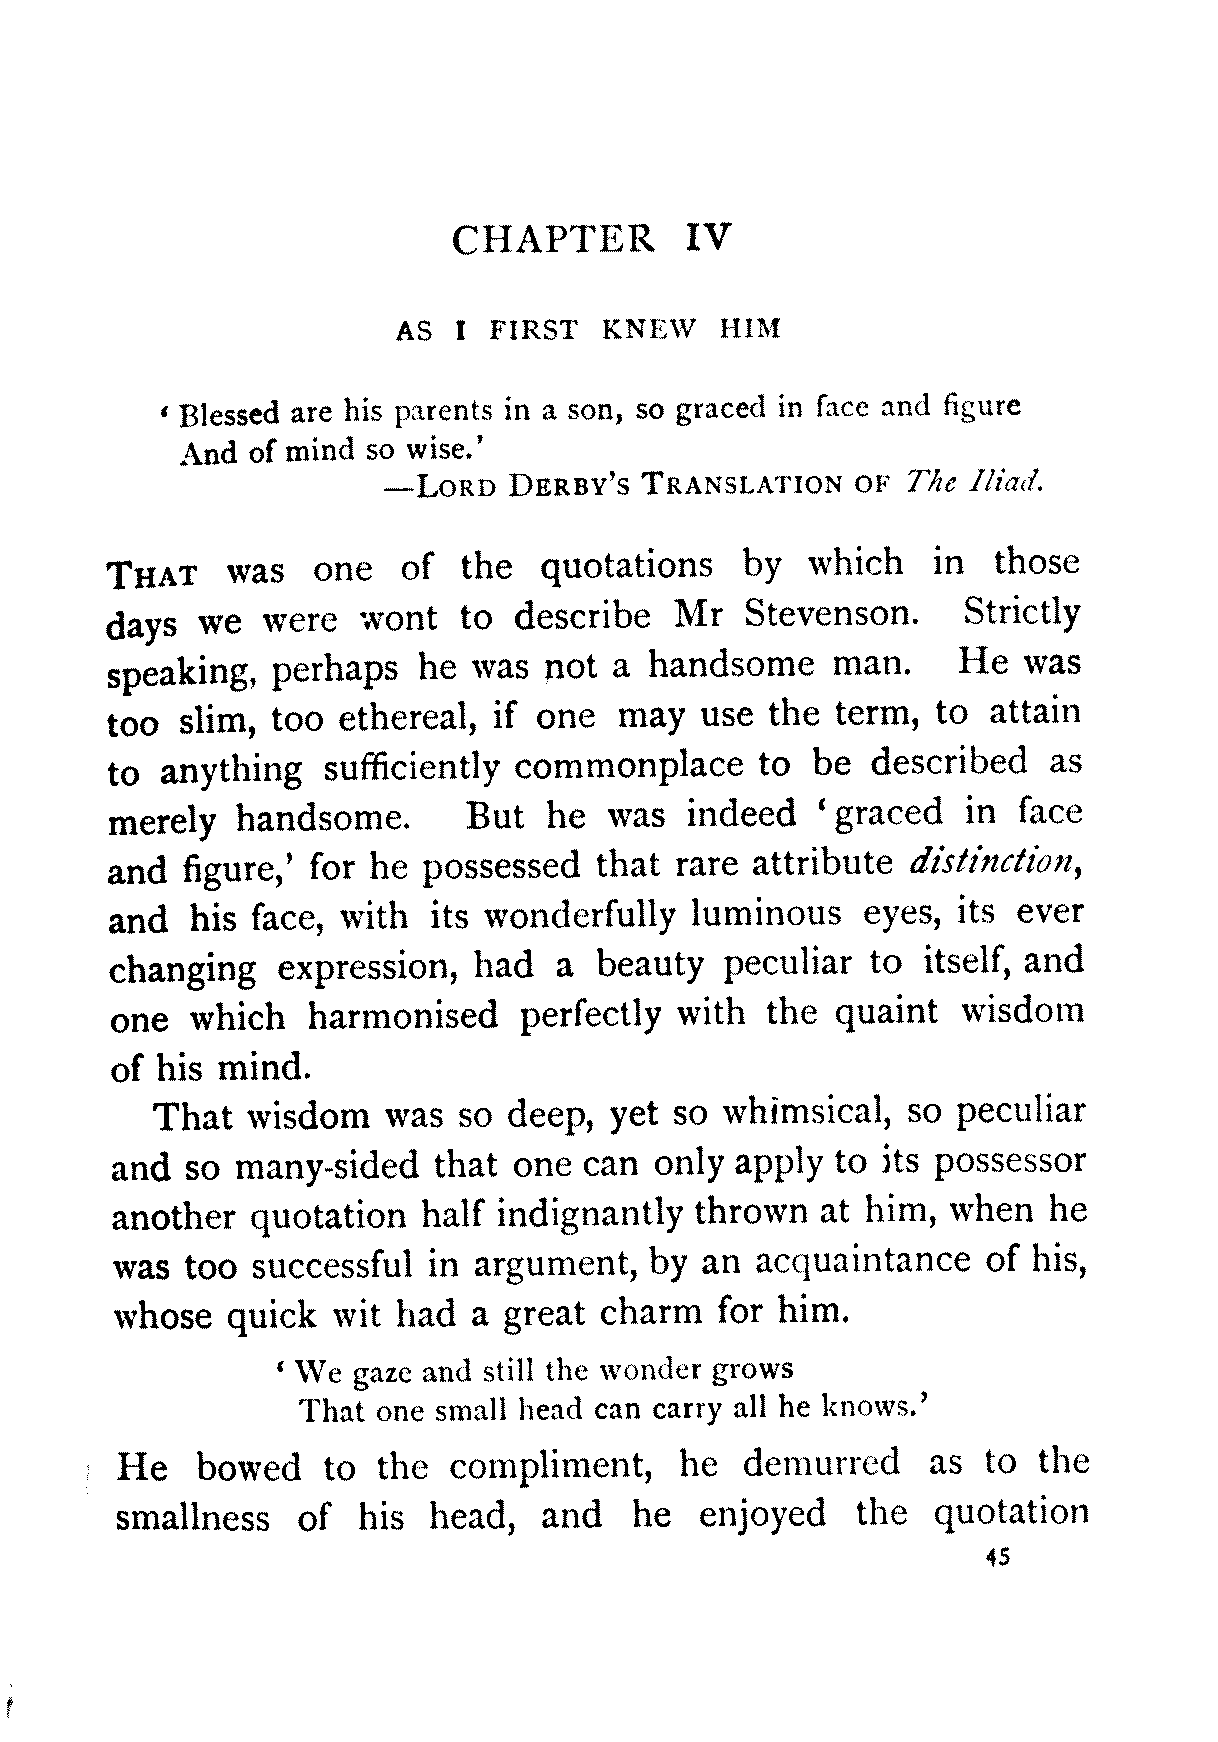 CHAPTER IV
AS I FIRST KNEW HIM
‘ Blessed are his parents in a son, so graced in face and figure
And of mind so wise.’
—LORD DERBY’S TRANSLATION OF The Iliad.
THAT was one of the quotations by which in those
days we were wont to describe Mr Stevenson. Strictly
speaking, perhaps he was not a handsome man. He was
too slim, too ethereal, if one may use the term, to attain
to anything sufficiently commonplace to be described as
merely handsome. But he was indeed ‘ graced in face
and figure,’ for he possessed that rare attribute distinction,
and his face, with its wonderfully luminous eyes, its ever
changing expression, had a beauty peculiar to itself, and
one which harmonised perfectly with the quaint wisdom
of his mind.
That wisdom was so deep, yet so whimsical, so peculiar
and so many-sided that one can only apply to its possessor
another quotation half indignantly thrown at him, when he
was too successful in argument, by an acquaintance of his,
whose quick wit had a great charm for him.
‘ We gaze and still the wonder grows
That one small head can carry all he knows.’
He bowed to the compliment, he demurred as to the
smallness of his head, and he enjoyed the quotation
45